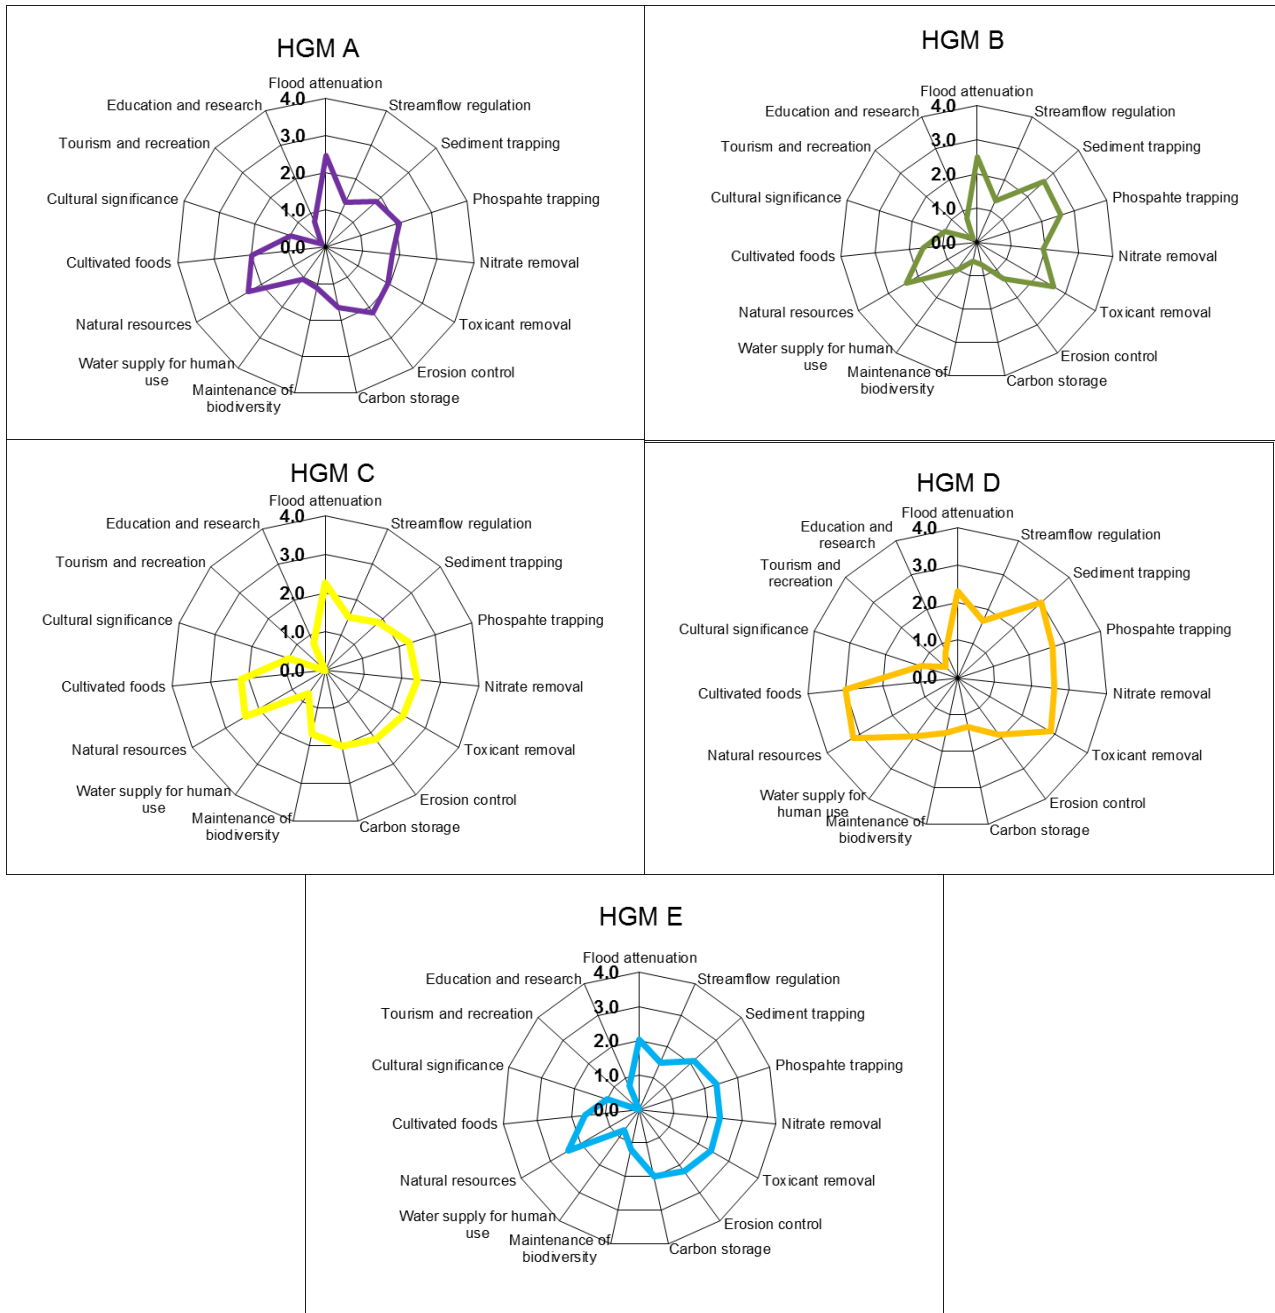 HGM A
Flood attenuation
Streamflow regulation
Sediment trapping
Phospahte trapping
Nitrate removal
Toxicant removal
Erosion control
Carbon storage
Maintenance of
biodiversity
Water supply for human
use
Natural resources
Cultivated foods
Cultural significance
Tourism and recreation
Education and research
4.0
3.0
2.0
1.0
0.0
HGM B
Flood attenuation
Streamflow regulation
Sediment trapping
Phospahte trapping
Nitrate removal
Toxicant removal
Erosion control
Carbon storage
Maintenance of
biodiversity
Water supply for human
use
Natural resources
Cultivated foods
Cultural significance
Tourism and recreation
Education and research
4.0
3.0
2.0
1.0
0.0
HGM C
Flood attenuation
Streamflow regulation
Sediment trapping
Phospahte trapping
Nitrate removal
Toxicant removal
Erosion control
Carbon storage
Maintenance of
biodiversity
Water supply for human
use
Natural resources
Cultivated foods
Cultural significance
Tourism and recreation
Education and research
4.0
3.0
2.0
1.0
0.0
HGM D
Flood attenuation
Streamflow regulation
Sediment trapping
Phospahte trapping
Nitrate removal
Toxicant removal
Erosion control
Carbon storage
Maintenance of
biodiversity
Water supply for
human use
Natural resources
Cultivated foods
Cultural significance
Tourism and
recreation
Education and
research
4.0
3.0
2.0
1.0
0.0
HGM E
Flood attenuation
Streamflow regulation
Sediment trapping
Phospahte trapping
Nitrate removal
Toxicant removal
Erosion control
Carbon storage
Maintenance of
biodiversity
Water supply for human
use
Natural resources
Cultivated foods
Cultural significance
Tourism and recreation
Education and research
4.0
3.0
2.0
1.0
0.0